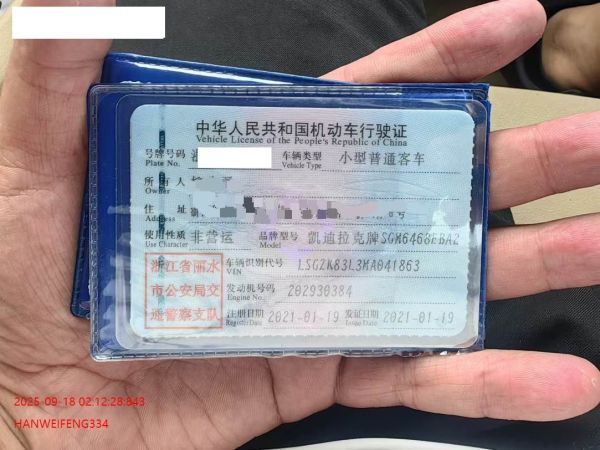 中华人民共和国机动车行驶证
Vehicle License of the People's Republic of China
号牌号码
Plate No.
车辆类型 小型普通客车
Vehicle Type
所有人
Owner
住址
Address
使用性质 非营运 品牌型号 凯迪拉克牌SGM6468EBA2
Use Character Model
浙江省丽水
市公安局交
通警察支队
车辆识别代号 LSGZK83L3MA041863
VIN
发动机号码 202930384
Engine No.
注册日期 2021-01-19 发证日期 2021-01-19
Register Date Issue Date
2025-09-18 02:12:28:843
HANWEIFENG334